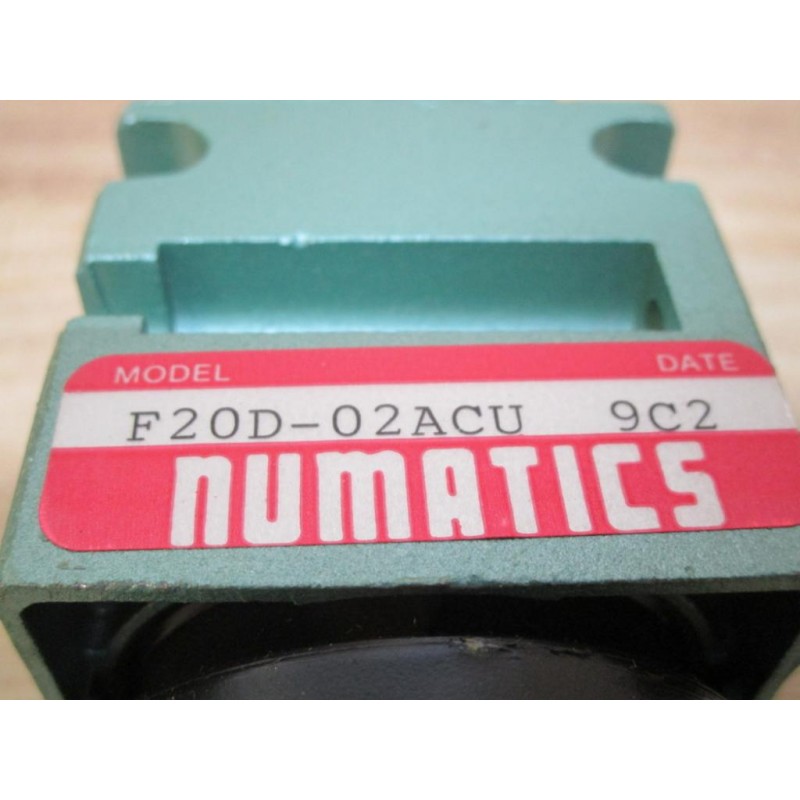 MODEL DATE
F20D-02ACU 9C2
NUMATICS